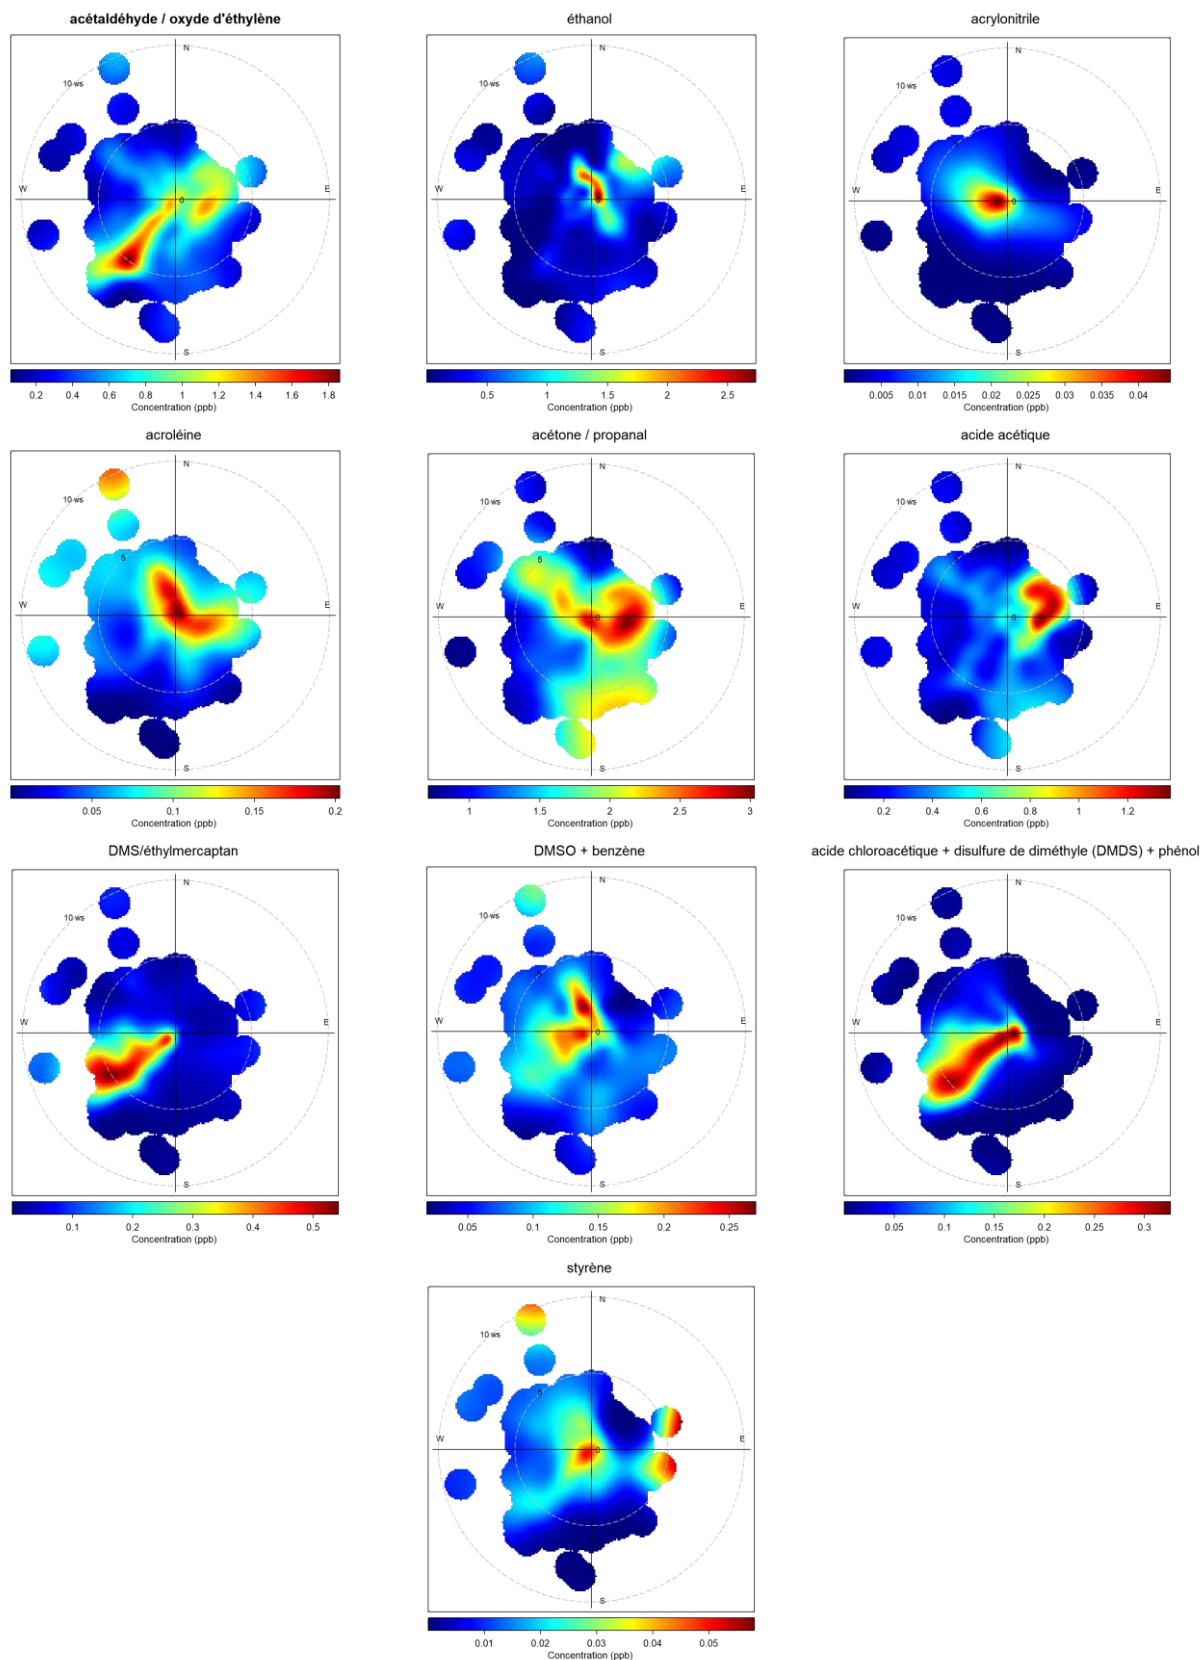 acétaldéhyde / oxyde d'éthylène
N
10 ws
W
E
0
S
0.2 0.4 0.6 0.8 1 1.2 1.4 1.6 1.8
Concentration (ppb)
éthanol
N
10 ws
W
E
0
S
0.5 1 1.5 2 2.5
Concentration (ppb)
acrylonitrile
N
10 ws
W
E
0
S
0.005 0.01 0.015 0.02 0.025 0.03 0.035 0.04
Concentration (ppb)
acroléine
N
10 ws
5
W
E
S
0.05 0.1 0.15 0.2
Concentration (ppb)
acétone / propanal
N
10 ws
5
W
E
0
S
1 1.5 2 2.5 3
Concentration (ppb)
acide acétique
N
10 ws
W
E
0
S
0.2 0.4 0.6 0.8 1 1.2
Concentration (ppb)
DMS/éthylmercaptan
N
10 ws
W
E
S
0.1 0.2 0.3 0.4 0.5
Concentration (ppb)
DMSO + benzène
N
10 ws
5
W
E
0
S
0.05 0.1 0.15 0.2 0.25
Concentration (ppb)
acide chloroacétique + disulfure de diméthyle (DMDS) + phénol
N
10 ws
W
E
0
S
0.05 0.1 0.15 0.2 0.25 0.3
Concentration (ppb)
styrène
N
10 ws
5
W
E
0
S
0.01 0.02 0.03 0.04 0.05
Concentration (ppb)